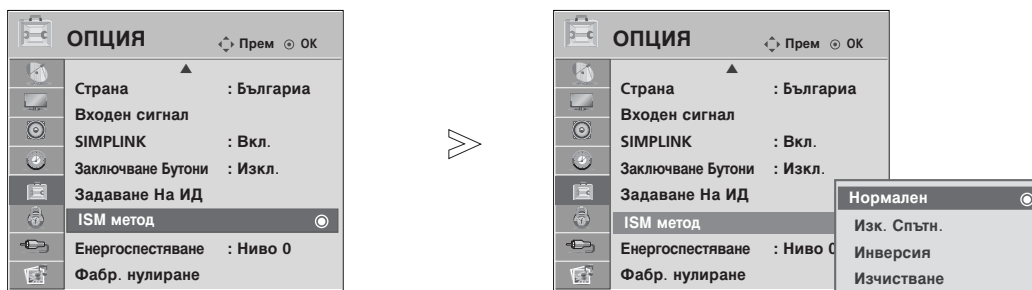 ОПЦИЯ Прем OK
Страна : Българиа
Входен сигнал
SIMPLINK : Вкл.
Заключване Бутони : Изкл.
Задаване На ИД
ISM метод
Енергоспестяване : Ниво 0
Фабр. нулиране
ОПЦИЯ Прем OK
Страна : Българиа
Входен сигнал
SIMPLINK : Вкл.
Заключване Бутони : Изкл.
Задаване На ИД
ISM метод
Енергоспестяване : Ниво 0
Фабр. нулиране
Нормален
Изк. Спътн.
Инверсия
Изчистване